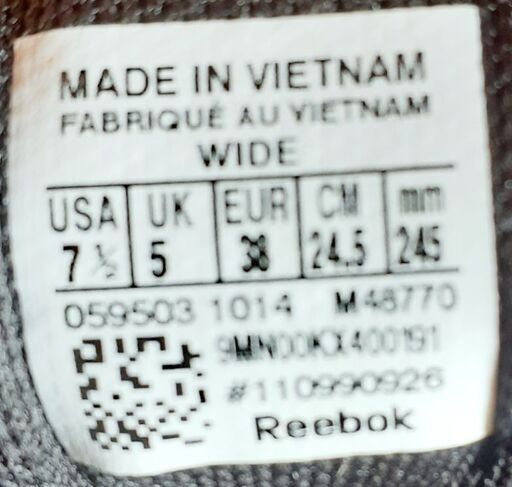 MADE IN VIETNAM
FABRIQUÉ AU VIETNAM
WIDE
USA UK EUR CM mm
7 ½ 5 38 24.5 245
059503 1014 M48770
9MN00KX400191
#110990926
Reebok